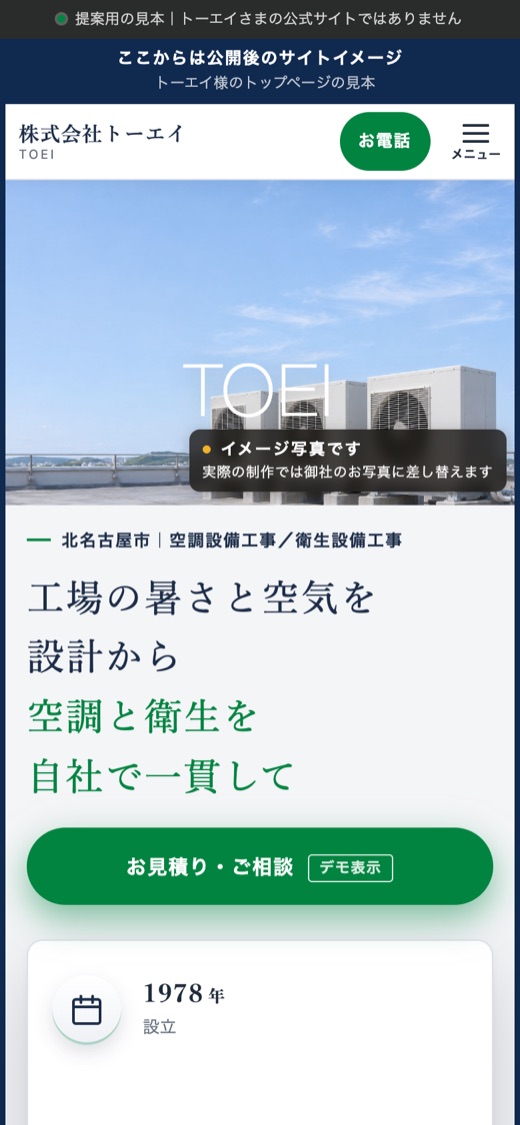 提案用の見本｜トーエイさまの公式サイトではありません
ここからは公開後のサイトイメージ
トーエイ様のトップページの見本
株式会社トーエイ
TOEI
お電話
メニュー
TOEI
イメージ写真です
実際の制作では御社のお写真に差し替えます
北名古屋市｜空調設備工事／衛生設備工事
工場の暑さと空気を
設計から
空調と衛生を
自社で一貫して
お見積り・ご相談 デモ表示
1978 年
設立